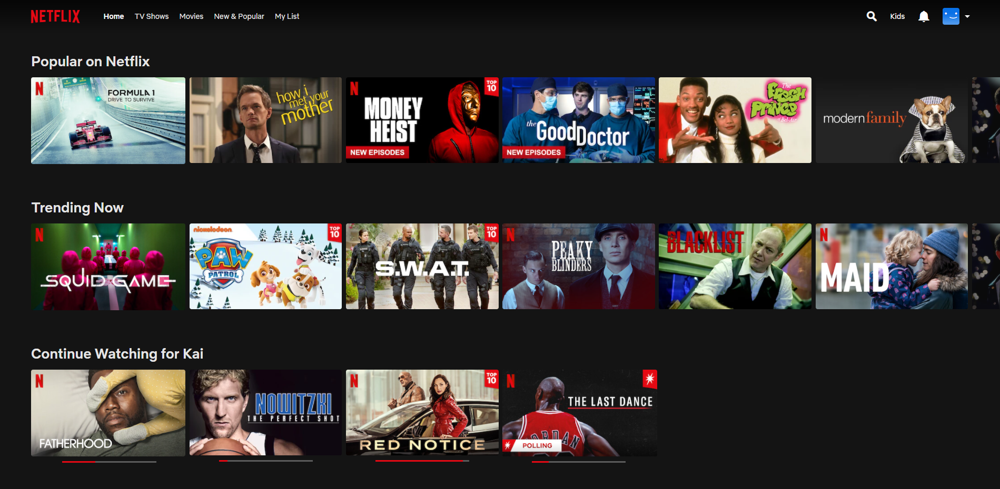 NETFLIX
Home
TV Shows
Movies
New & Popular
My List
Kids
Popular on Netflix
N
FORMULA 1
DRIVE TO SURVIVE
how i
met your
mother
N
TOP
10
MONEY
HEIST
NEW EPISODES
the
Good Doctor
NEW EPISODES
The
Fresh
Prince
of Bel-Air
modern family
Trending Now
N
SQUID GAME
nickelodeon
TOP
10
PAW
PATROL
TOP
10
S.W.A.T.
N
PEAKY
BLINDERS
BLACKLIST
N
MAID
Continue Watching for Kai
N
FATHERHOOD
NOWITZKI
THE PERFECT SHOT
N
TOP
10
RED NOTICE
N
THE LAST DANCE
JORDAN
POLLING